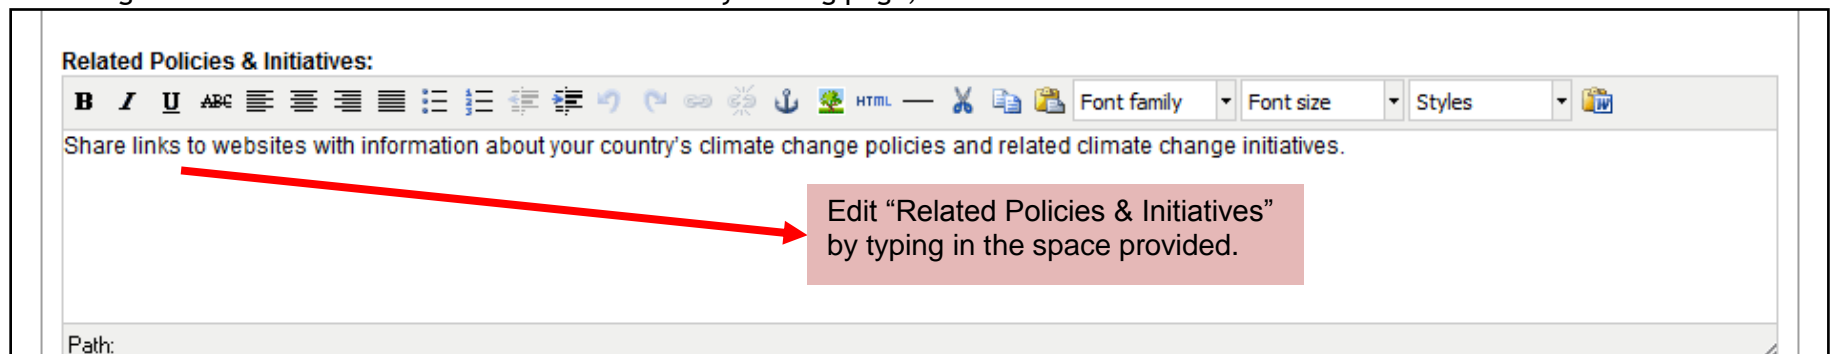 Related Policies & Initiatives:
B I U ABC HTML Font family Font size Styles
Share links to websites with information about your country's climate change policies and related climate change initiatives.
Edit “Related Policies & Initiatives”
by typing in the space provided.
Path: